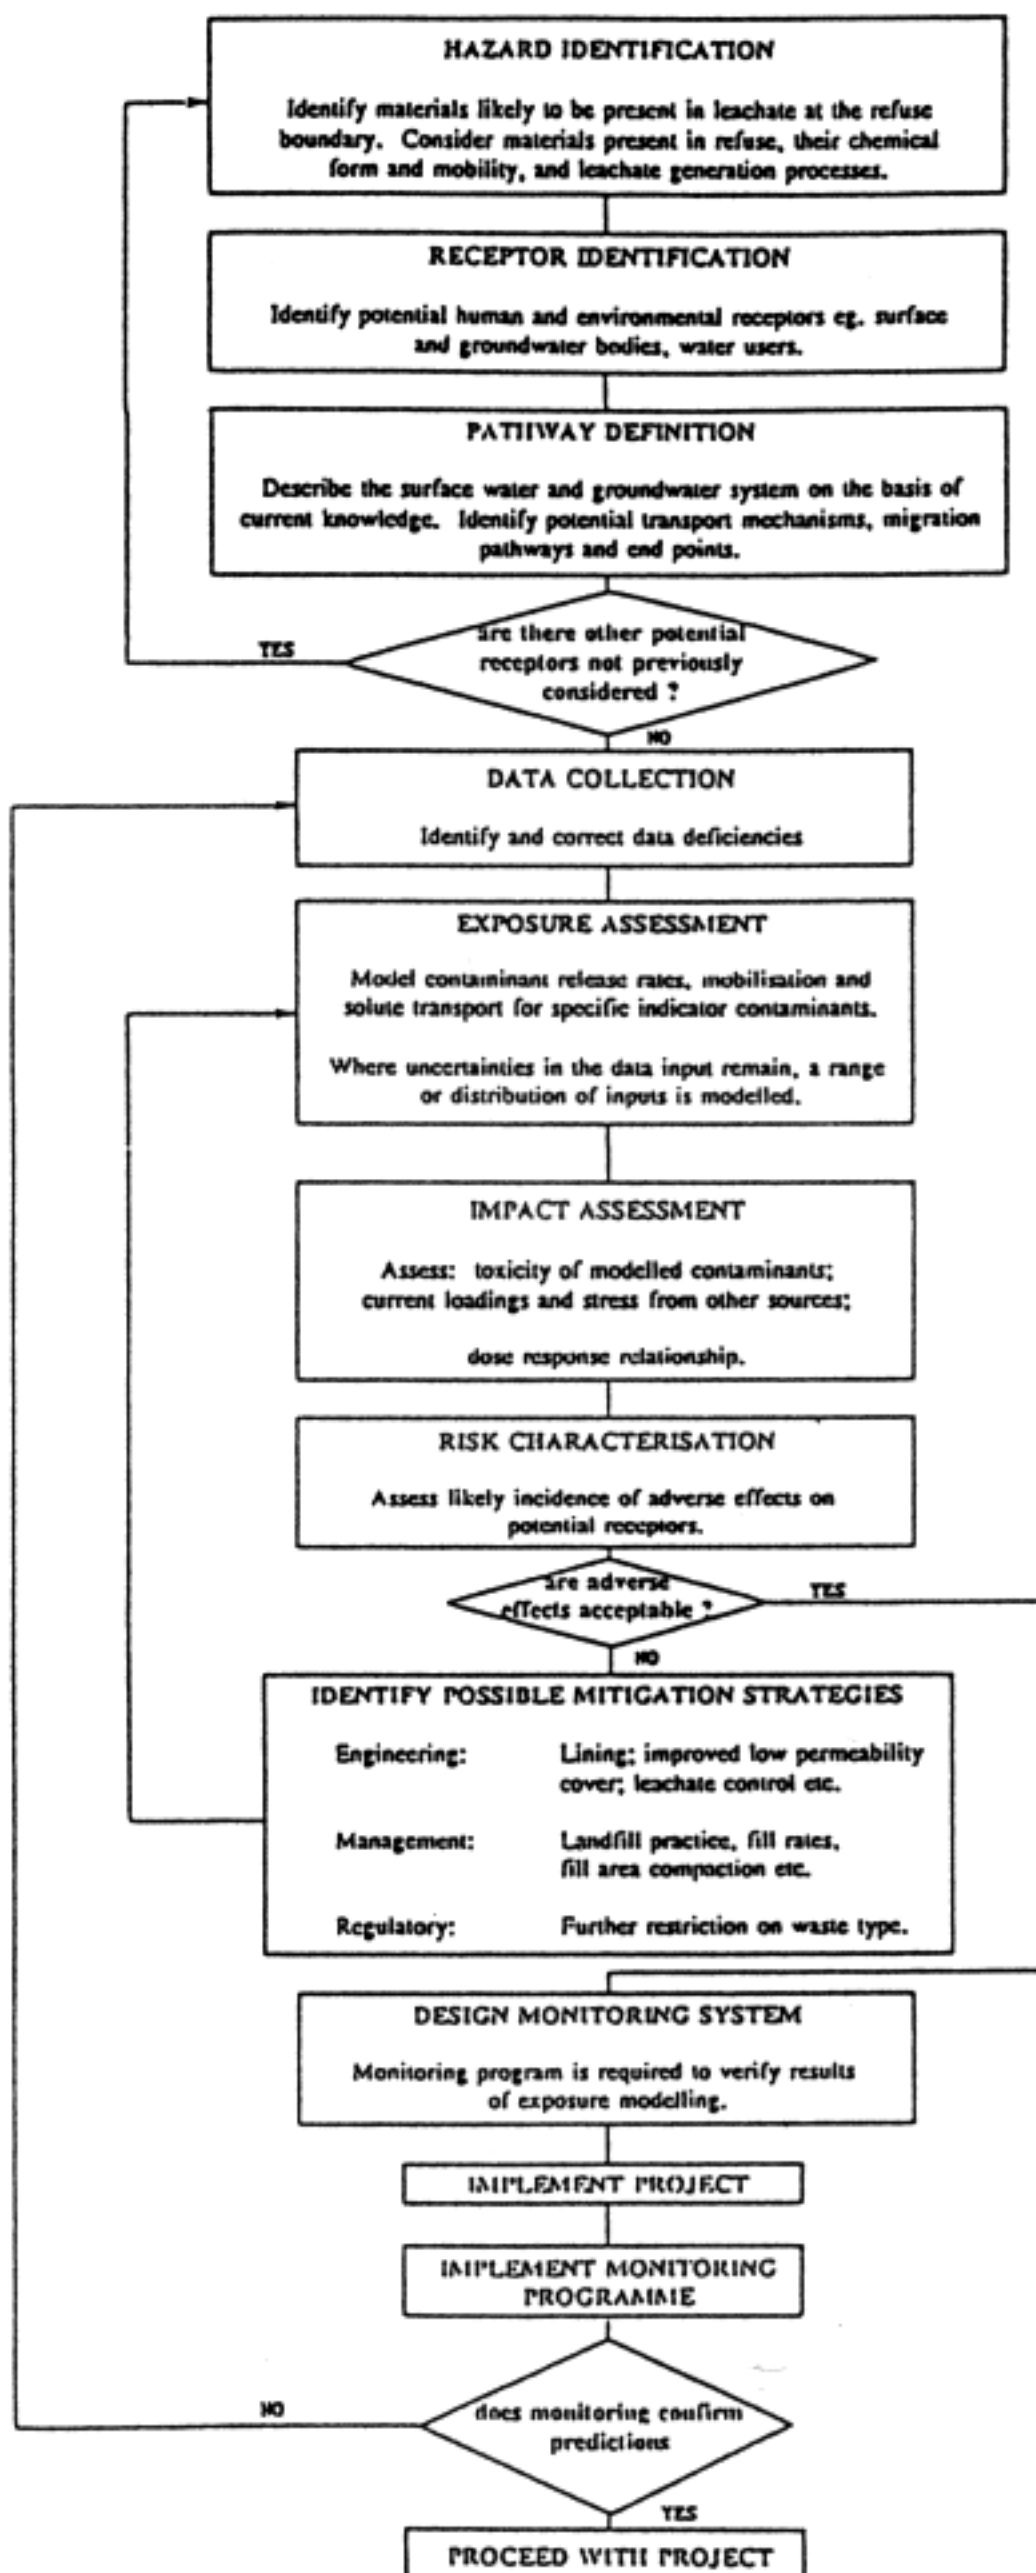 HAZARD IDENTIFICATION
Identify materials likely to be present in leachate at the refuse
boundary. Consider materials present in refuse, their chemical
form and mobility, and leachate generation processes.
RECEPTOR IDENTIFICATION
Identify potential human and environmental receptors eg. surface
and groundwater bodies, water users.
PATHWAY DEFINITION
Describe the surface water and groundwater system on the basis of
current knowledge. Identify potential transport mechanisms, migration
pathways and end points.
are there other potential
receptors not previously
considered ?
YES
NO
DATA COLLECTION
Identify and correct data deficiencies
EXPOSURE ASSESSMENT
Model contaminant release rates, mobilisation and
solute transport for specific indicator contaminants.
Where uncertainties in the data input remain, a range
or distribution of inputs is modelled.
IMPACT ASSESSMENT
Assess: toxicity of modelled contaminants;
current loadings and stress from other sources;
dose response relationship.
RISK CHARACTERISATION
Assess likely incidence of adverse effects on
potential receptors.
are adverse
effects acceptable ?
YES
NO
IDENTIFY POSSIBLE MITIGATION STRATEGIES
Engineering: Lining; improved low permeability
cover; leachate control etc.
Management: Landfill practice, fill rates,
fill area compaction etc.
Regulatory: Further restriction on waste type.
DESIGN MONITORING SYSTEM
Monitoring program is required to verify results
of exposure modelling.
IMPLEMENT PROJECT
IMPLEMENT MONITORING
PROGRAMME
does monitoring confirm
predictions
NO
YES
PROCEED WITH PROJECT